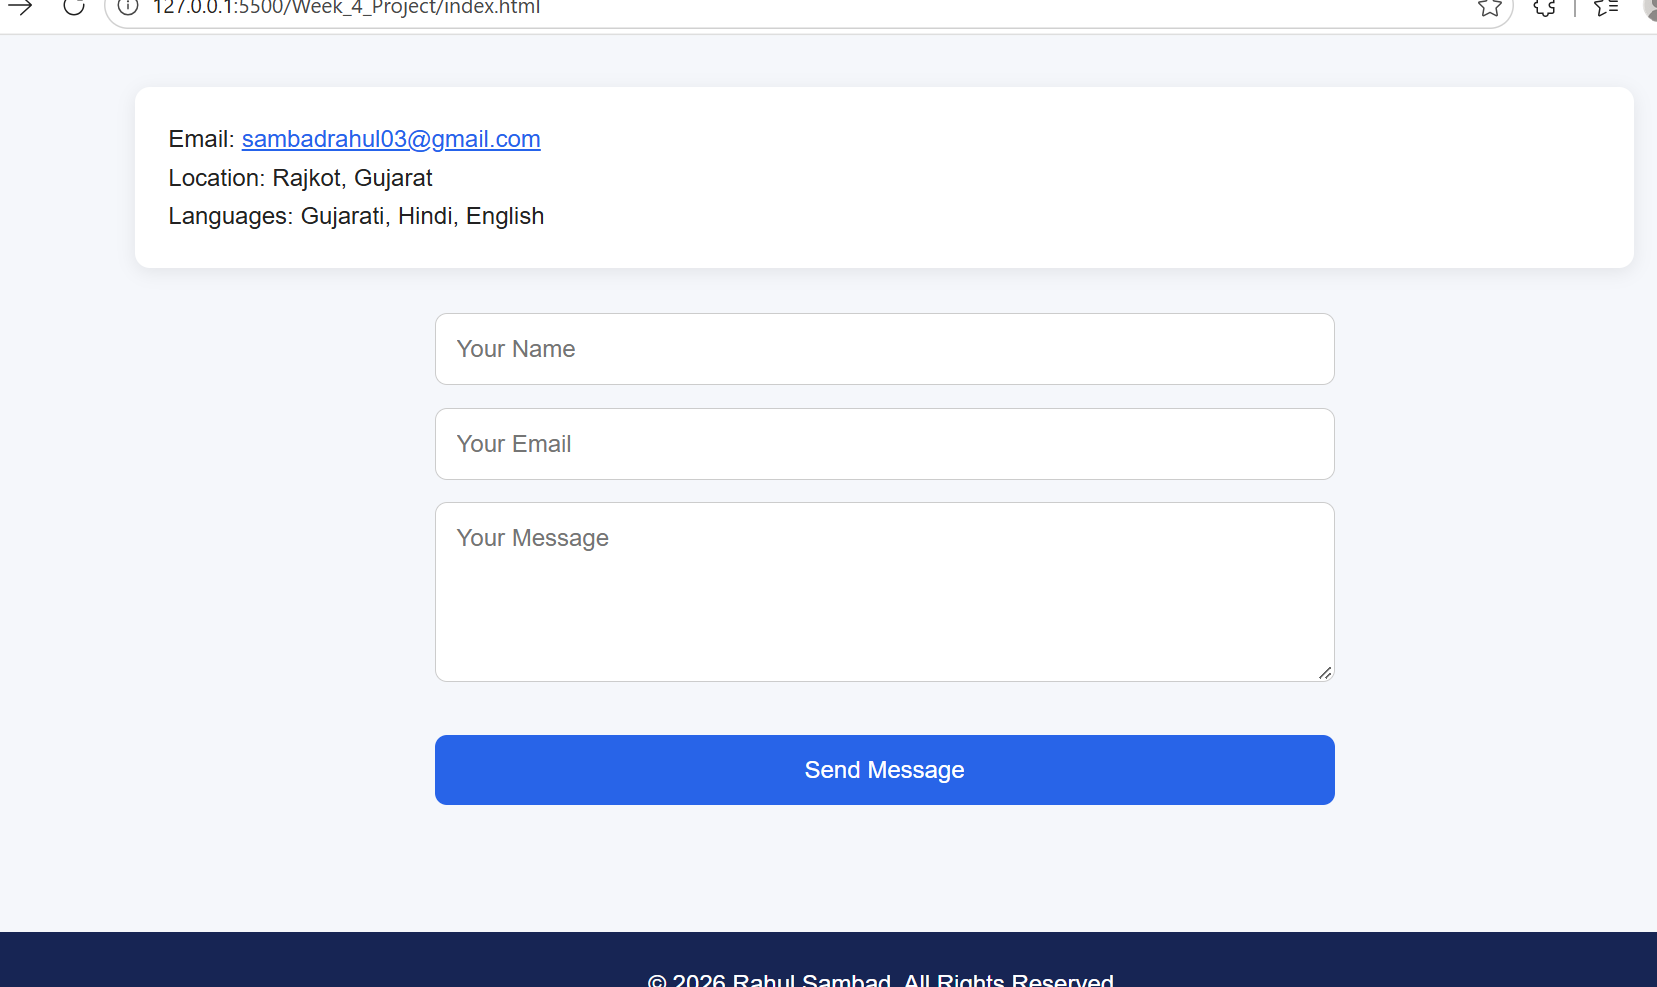 127.0.0.1:5500/Week_4_Project/index.html
Email: sambadrahul03@gmail.com
Location: Rajkot, Gujarat
Languages: Gujarati, Hindi, English
Your Name
Your Email
Your Message
Send Message
© 2026 Rahul Sambad. All Rights Reserved